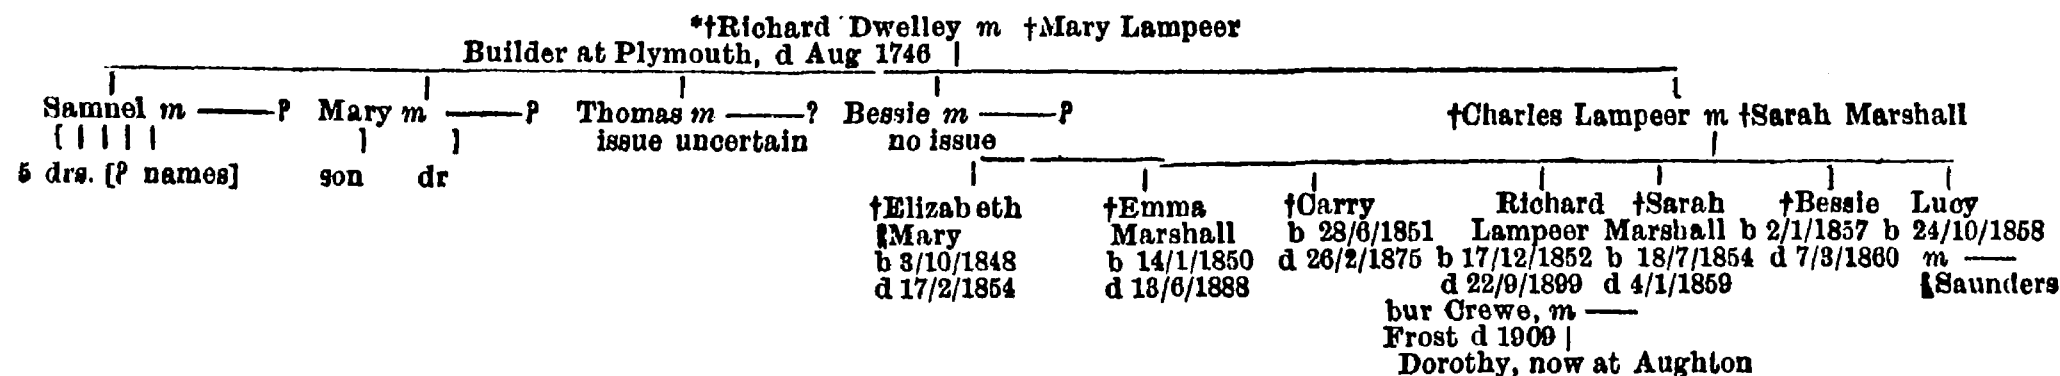 *†Richard Dwelley m †Mary Lampeer
Builder at Plymouth, d Aug 1746
Samuel m ——? Mary m ——? Thomas m ——? Bessie m ——? †Charles Lampeer m †Sarah Marshall
issue uncertain no issue
5 drs. [? names] son dr
†Elizabeth †Emma †Carry Richard †Sarah †Bessie Lucy
Mary Marshall b 28/6/1851 Lampeer Marshall b 2/1/1857 b 24/10/1858
b 3/10/1848 b 14/1/1850 d 26/2/1875 b 17/12/1852 b 18/7/1854 d 7/3/1860 m ——
d 17/2/1854 d 13/6/1888 d 22/9/1899 d 4/1/1859 Saunders
bur Crewe, m ——
Frost d 1909
Dorothy, now at Aughton